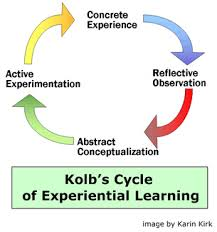 Concrete
Experience
Reflective
Observation
Abstract
Conceptualization
Active
Experimentation
Kolb's Cycle
of Experiential Learning
image by Karin Kirk